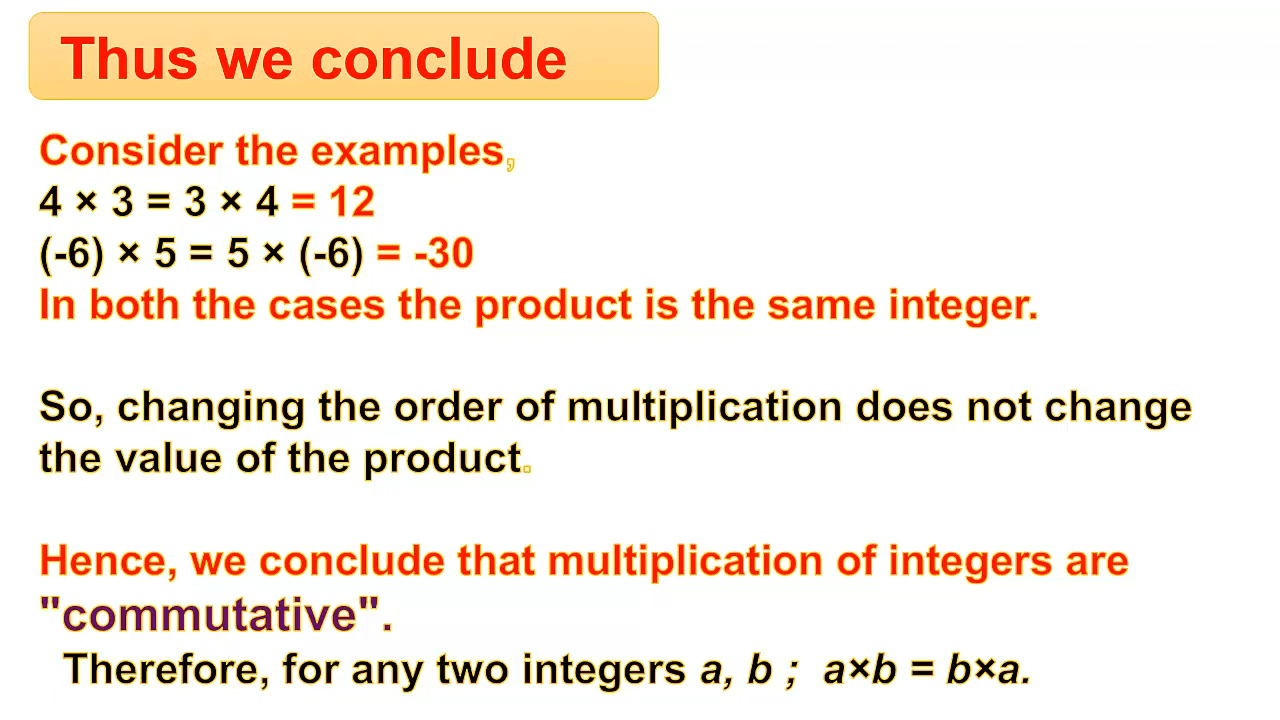 Thus we conclude
Consider the examples,
4 × 3 = 3 × 4 = 12
(-6) × 5 = 5 × (-6) = -30
In both the cases the product is the same integer.
So, changing the order of multiplication does not change
the value of the product.
Hence, we conclude that multiplication of integers are
"commutative".
Therefore, for any two integers a, b ; a×b = b×a.